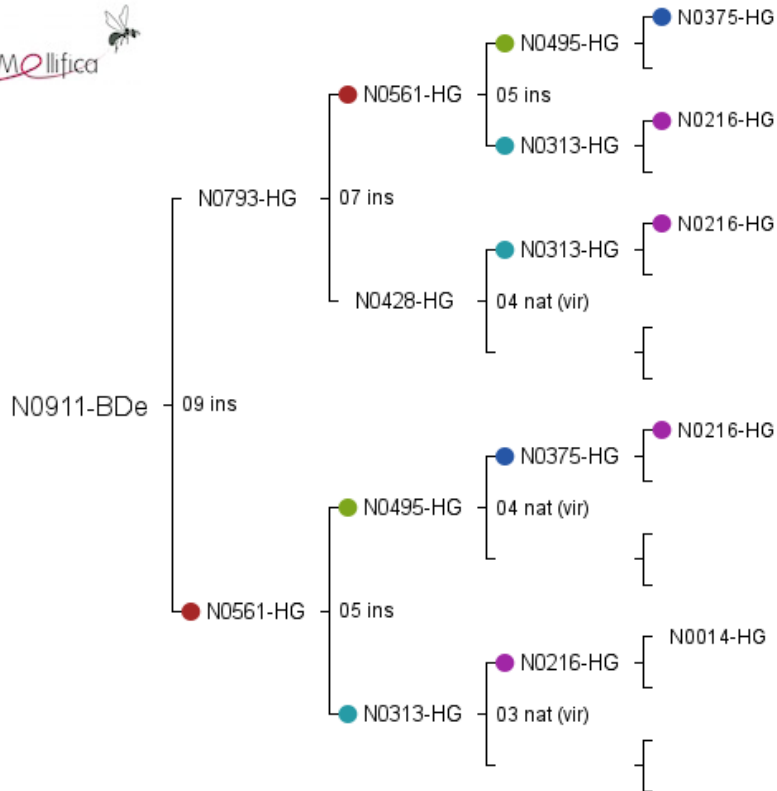 Mellifica
N0375-HG
N0495-HG
N0561-HG
05 ins
N0216-HG
N0313-HG
N0793-HG
07 ins
N0216-HG
N0313-HG
N0428-HG
04 nat (vir)
N0911-BDe
09 ins
N0216-HG
N0375-HG
N0495-HG
04 nat (vir)
N0561-HG
05 ins
N0014-HG
N0216-HG
N0313-HG
03 nat (vir)